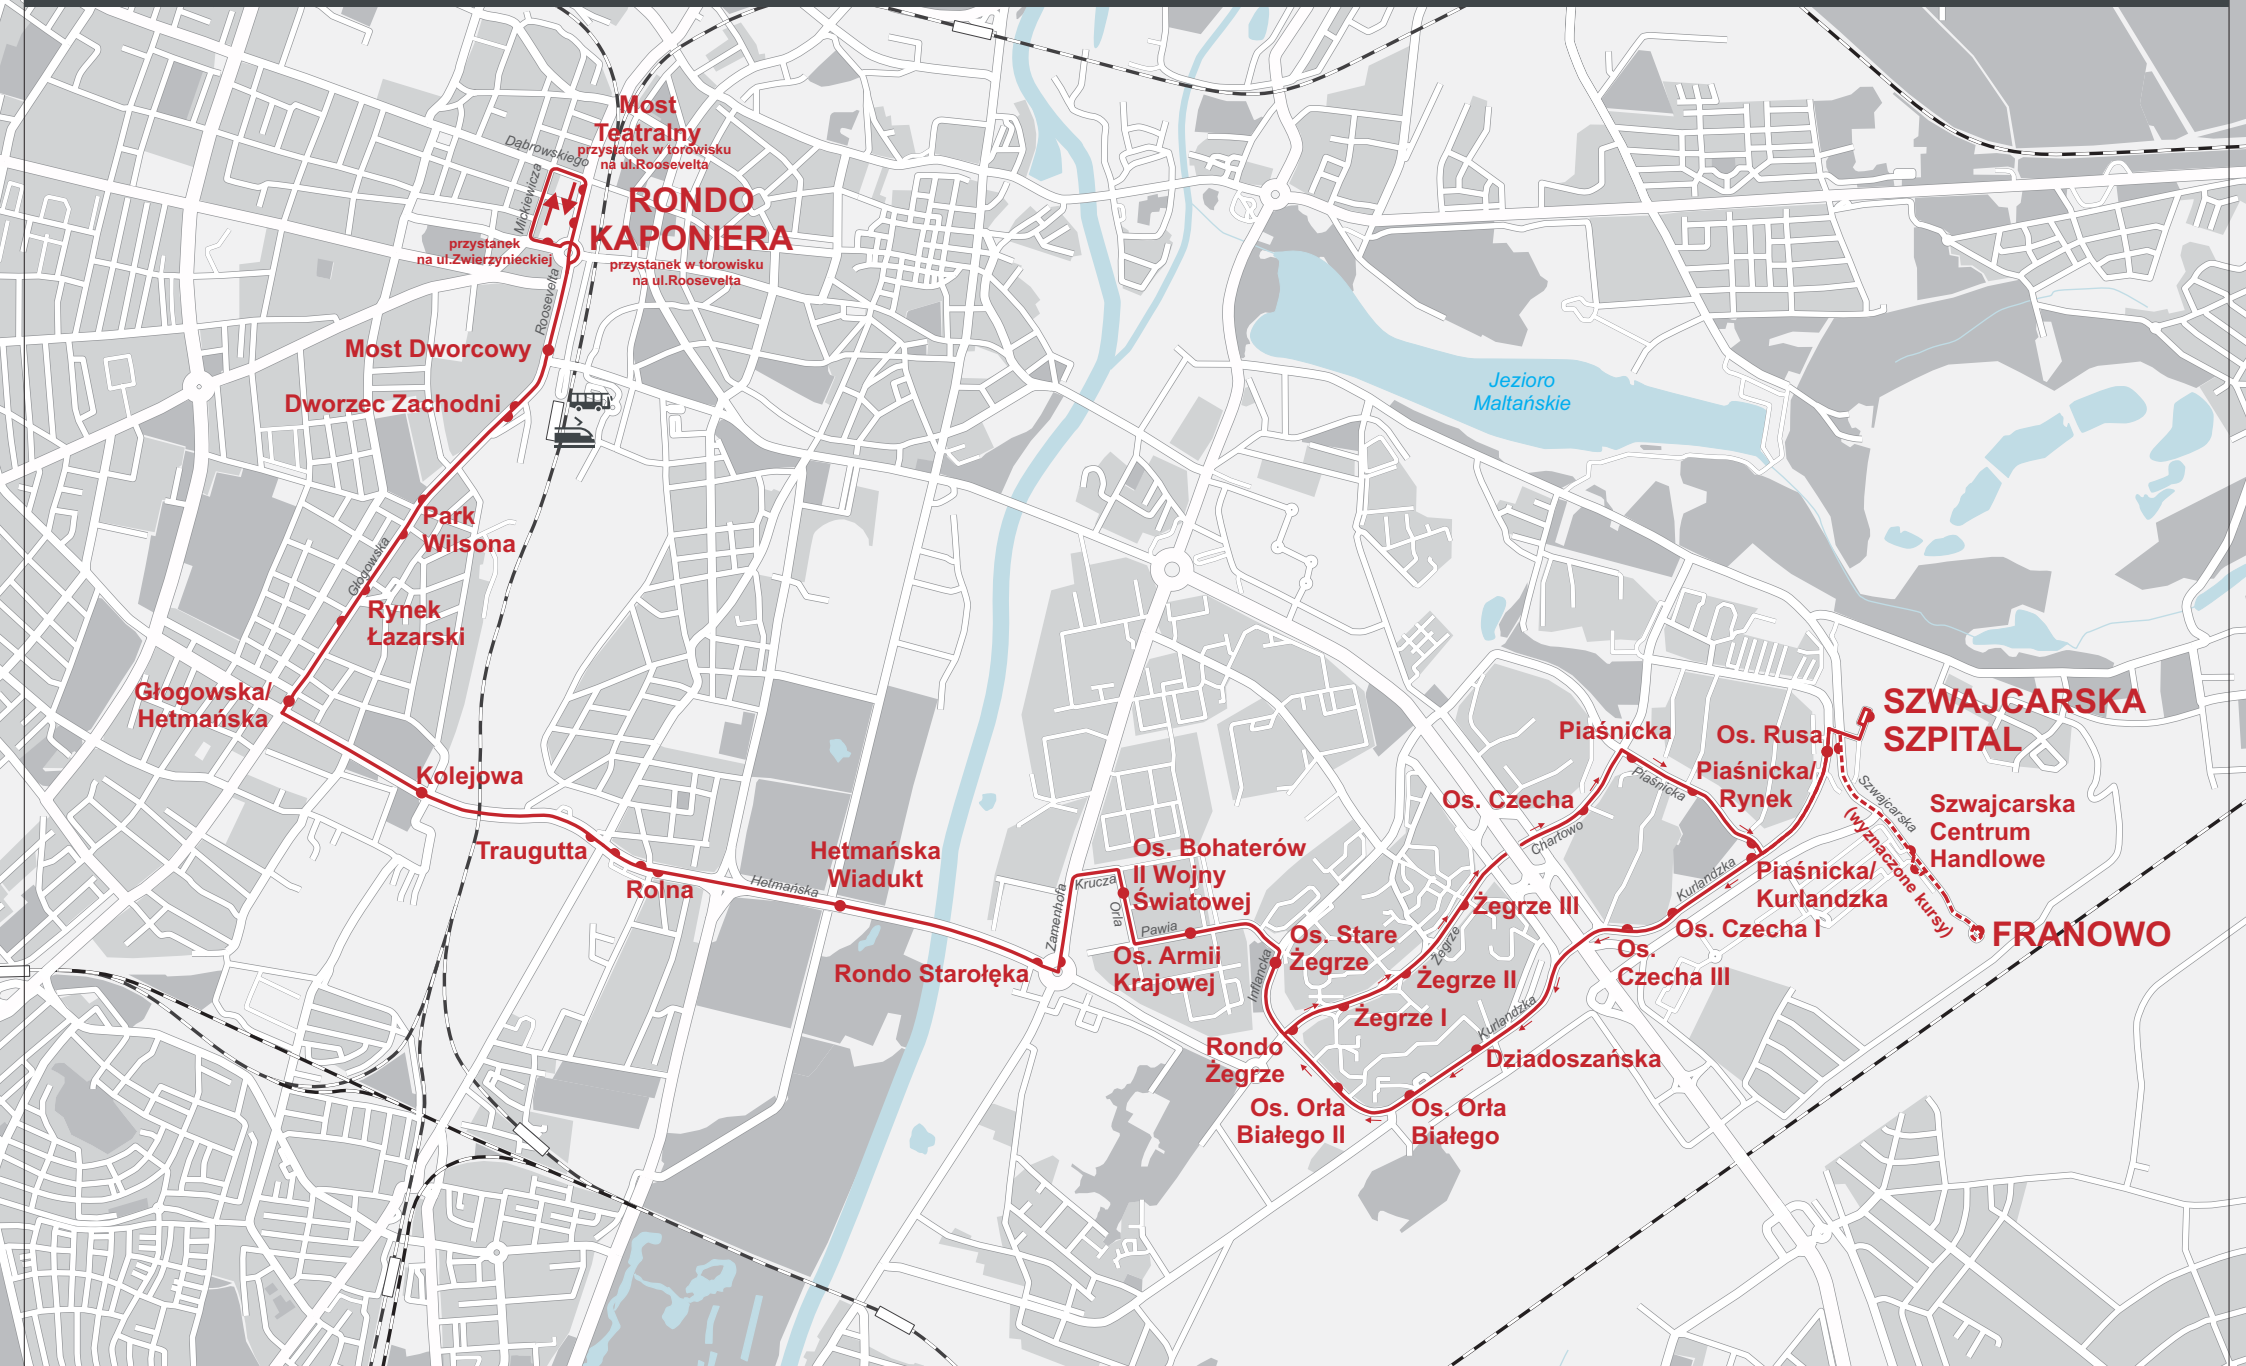 Most
Teatralny
przystanek w torowisku
na ul.Roosevelta
Dąbrowskiego
Mickiewicza
RONDO
KAPONIERA
przystanek
na ul.Zwierzynieckiej
przystanek w torowisku
na ul.Roosevelta
Roosevelta
Most Dworcowy
Dworzec Zachodni
Jezioro
Maltańskie
Park
Wilsona
Głogowska
Rynek
Łazarski
Głogowska/
Hetmańska
Kolejowa
Traugutta
Rolna
Hetmańska
Hetmańska
Wiadukt
Rondo Starołęka
Zamenhofa
Krucza
Orla
Pawia
Os. Bohaterów
II Wojny
Światowej
Os. Armii
Krajowej
Inflancka
Os. Stare
Żegrze
Rondo
Żegrze
Żegrze I
Żegrze II
Żegrze
Żegrze III
Os. Czecha
Chartowo
Piaśnicka
Piaśnicka
Piaśnicka/
Rynek
Os. Rusa
SZWAJCARSKA
SZPITAL
Szwajcarska
(wyznaczone kursy)
Szwajcarska
Centrum
Handlowe
FRANOWO
Piaśnicka/
Kurlandzka
Kurlandzka
Os. Czecha I
Os.
Czecha III
Kurlandzka
Dziadoszańska
Os. Orła
Białego
Os. Orła
Białego II